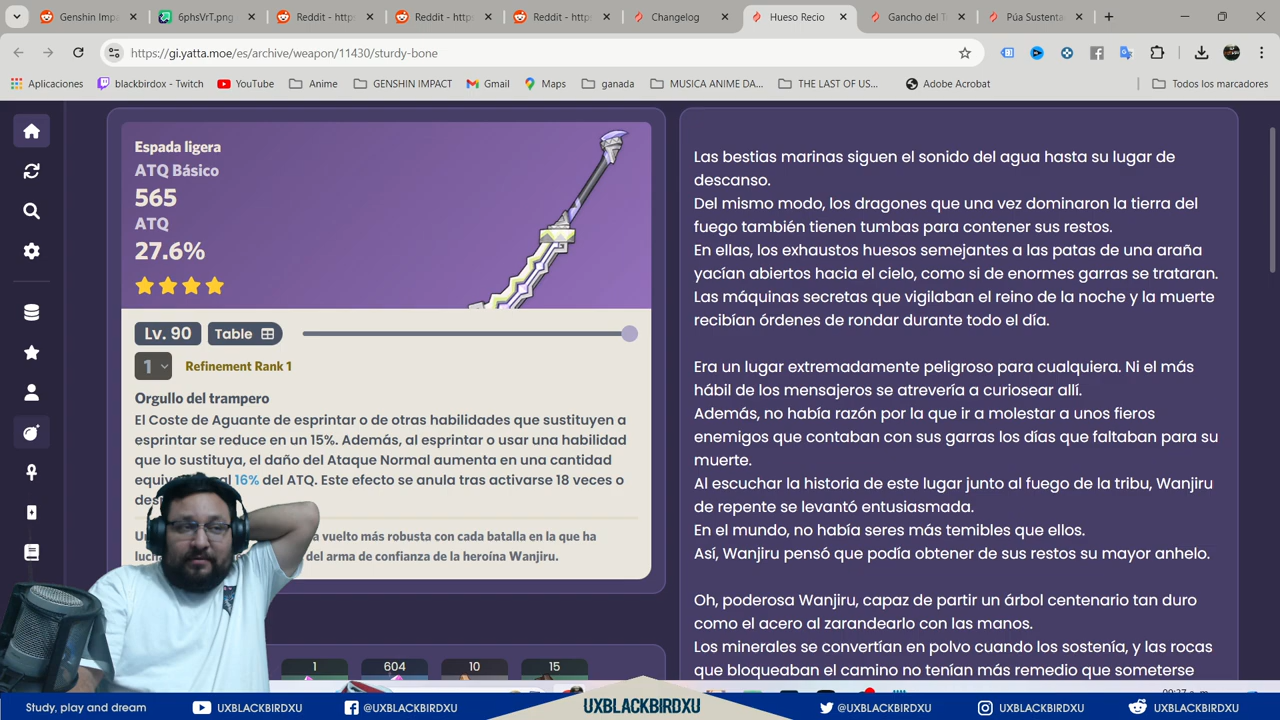 Genshin Imp
6phsVrT.png
Reddit - http
Reddit - http
Reddit - http
Changelog
Hueso Recio
Gancho del T
Púa Sustenta
https://gi.yatta.moe/es/archive/weapon/11430/sturdy-bone
Aplicaciones
blackbirdox - Twitch
YouTube
Anime
GENSHIN IMPACT
Gmail
Maps
ganada
MUSICA ANIME DA...
THE LAST OF US...
Adobe Acrobat
Todos los marcadores
Espada ligera
ATQ Básico
565
ATQ
27.6%
Lv. 90
Table
1
Refinement Rank 1
Orgullo del trampero
El Coste de Aguante de esprintar o de otras habilidades que sustituyen a
esprintar se reduce en un 15%. Además, al esprintar o usar una habilidad
que lo sustituya, el daño del Ataque Normal aumenta en una cantidad
al 16% del ATQ. Este efecto se anula tras activarse 18 veces o
vuelto más robusta con cada batalla en la que ha
del arma de confianza de la heroína Wanjiru.
1
604
10
15
Las bestias marinas siguen el sonido del agua hasta su lugar de
descanso.
Del mismo modo, los dragones que una vez dominaron la tierra del
fuego también tienen tumbas para contener sus restos.
En ellas, los exhaustos huesos semejantes a las patas de una araña
yacían abiertos hacia el cielo, como si de enormes garras se trataran.
Las máquinas secretas que vigilaban el reino de la noche y la muerte
recibían órdenes de rondar durante todo el día.
Era un lugar extremadamente peligroso para cualquiera. Ni el más
hábil de los mensajeros se atrevería a curiosear allí.
Además, no había razón por la que ir a molestar a unos fieros
enemigos que contaban con sus garras los días que faltaban para su
muerte.
Al escuchar la historia de este lugar junto al fuego de la tribu, Wanjiru
de repente se levantó entusiasmada.
En el mundo, no había seres más temibles que ellos.
Así, Wanjiru pensó que podía obtener de sus restos su mayor anhelo.
Oh, poderosa Wanjiru, capaz de partir un árbol centenario tan duro
como el acero al zarandearlo con las manos.
Los minerales se convertían en polvo cuando los sostenía, y las rocas
que bloqueaban el camino no tenían más remedio que someterse
Study, play and dream
UXBLACKBIRDXU
@UXBLACKBIRDXU
UXBLACKBIRDXU
@UXBLACKBIRDXU
UXBLACKBIRDXU
UXBLACKBIRDXU